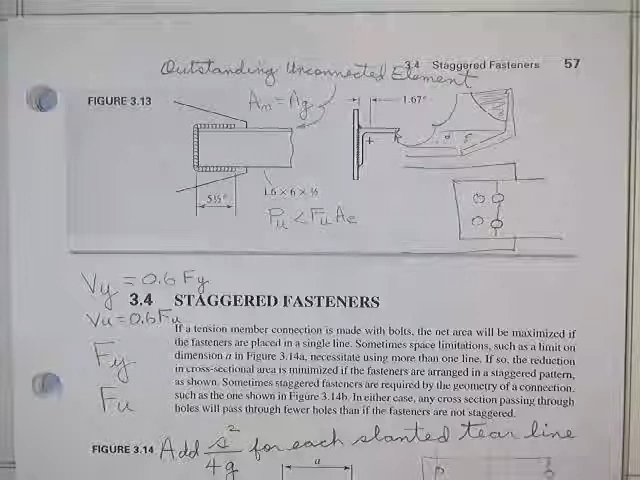 3.4 Staggered Fasteners 57
Outstanding Unconnected Element
FIGURE 3.13
An = Ag
1.67"
5½"
L6 × 6 × ½
Pu < Fu Ae
Vy = 0.6 Fy
3.4 STAGGERED FASTENERS
Vu = 0.6 Fu
If a tension member connection is made with bolts, the net area will be maximized if
the fasteners are placed in a single line. Sometimes space limitations, such as a limit on
dimension a in Figure 3.14a, necessitate using more than one line. If so, the reduction
in cross-sectional area is minimized if the fasteners are arranged in a staggered pattern,
as shown. Sometimes staggered fasteners are required by the geometry of a connection,
such as the one shown in Figure 3.14b. In either case, any cross section passing through
holes will pass through fewer holes than if the fasteners are not staggered.
Fy
Fu
FIGURE 3.14
Add s²/4g for each slanted tear line
a